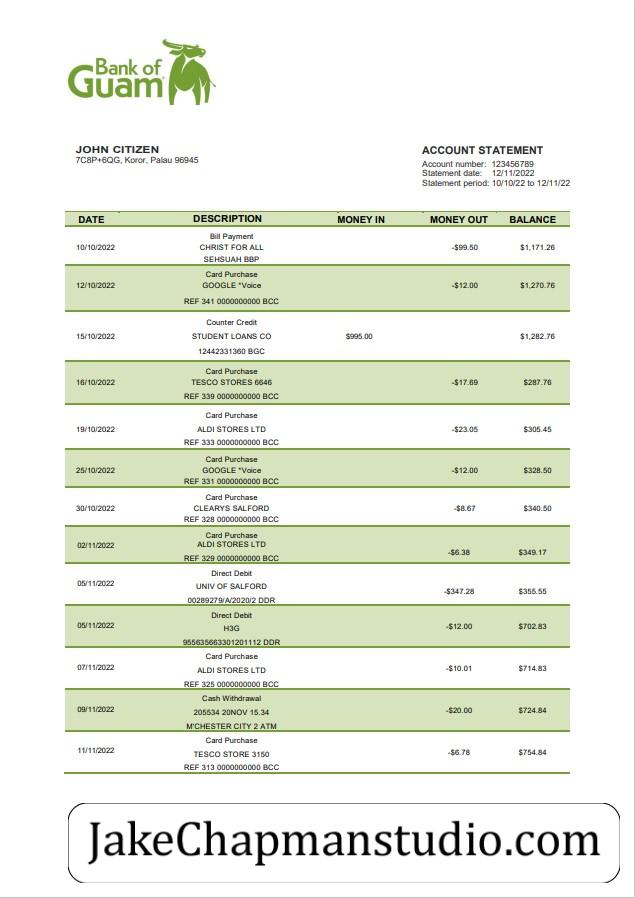 Bank of
Guam
JOHN CITIZEN
7C8P+6QG, Koror, Palau 96945
ACCOUNT STATEMENT
Account number: 123456789
Statement date: 12/11/2022
Statement period: 10/10/22 to 12/11/22
DATE DESCRIPTION MONEY IN MONEY OUT BALANCE
Bill Payment
10/10/2022 CHRIST FOR ALL -$99.50 $1,171.26
SEHSUAH BBP
Card Purchase
12/10/2022 GOOGLE *Voice -$12.00 $1,270.76
REF 341 0000000000 BCC
Counter Credit
15/10/2022 STUDENT LOANS CO $995.00 $1,282.76
12442331360 BGC
Card Purchase
16/10/2022 TESCO STORES 6646 -$17.69 $287.76
REF 339 0000000000 BCC
Card Purchase
19/10/2022 ALDI STORES LTD -$23.05 $305.45
REF 333 0000000000 BCC
Card Purchase
25/10/2022 GOOGLE *Voice -$12.00 $328.50
REF 331 0000000000 BCC
Card Purchase
30/10/2022 CLEARYS SALFORD -$8.67 $340.50
REF 328 0000000000 BCC
Card Purchase
02/11/2022 ALDI STORES LTD -$6.38 $349.17
REF 329 0000000000 BCC
Direct Debit
05/11/2022 UNIV OF SALFORD -$347.28 $355.55
00289279/A/2020/2 DDR
Direct Debit
05/11/2022 H3G -$12.00 $702.83
955635663301201112 DDR
Card Purchase
07/11/2022 ALDI STORES LTD -$10.01 $714.83
REF 325 0000000000 BCC
Cash Withdrawal
09/11/2022 205534 20NOV 15.34 -$20.00 $724.84
M'CHESTER CITY 2 ATM
Card Purchase
11/11/2022 TESCO STORE 3150 -$6.78 $754.84
REF 313 0000000000 BCC
JakeChapmanstudio.com